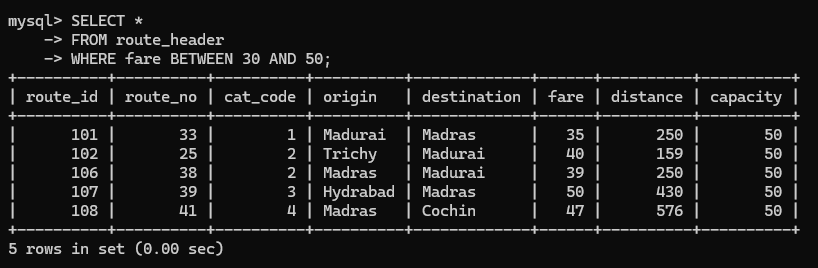 mysql> SELECT *
    -> FROM route_header
    -> WHERE fare BETWEEN 30 AND 50;
+----------+----------+----------+----------+-------------+------+----------+----------+
| route_id | route_no | cat_code | origin   | destination | fare | distance | capacity |
+----------+----------+----------+----------+-------------+------+----------+----------+
|      101 |       33 |        1 | Madurai  | Madras      |   35 |      250 |       50 |
|      102 |       25 |        2 | Trichy   | Madurai     |   40 |      159 |       50 |
|      106 |       38 |        2 | Madras   | Madurai     |   39 |      250 |       50 |
|      107 |       39 |        3 | Hydrabad | Madras      |   50 |      430 |       50 |
|      108 |       41 |        4 | Madras   | Cochin      |   47 |      576 |       50 |
+----------+----------+----------+----------+-------------+------+----------+----------+
5 rows in set (0.00 sec)